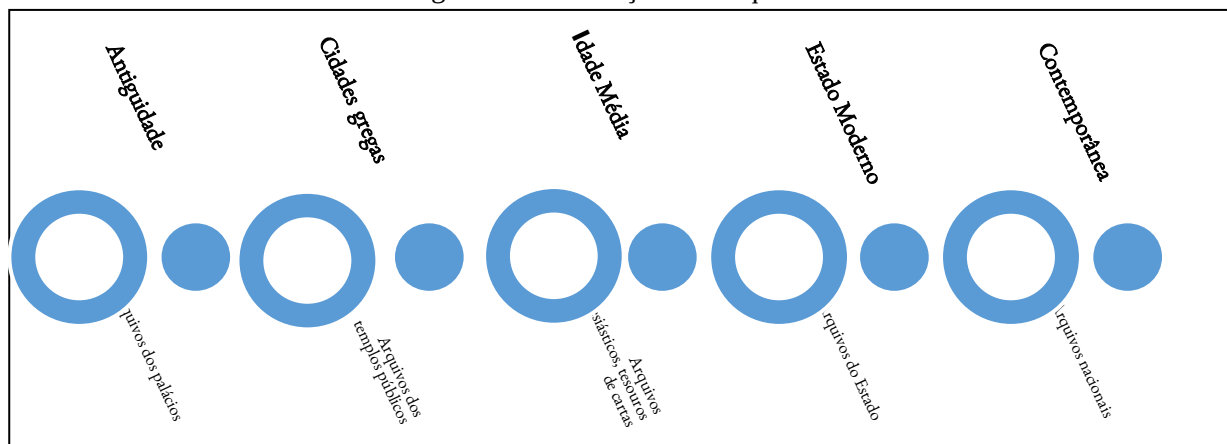 Antiguidade
Cidades gregas
Idade Média
Estado Moderno
Contemporânea
quivos dos palácios
Arquivos dos
templos públicos
Arquivos
siásticos, tesouros
de cartas
rquivos do Estado
rquivos nacionais